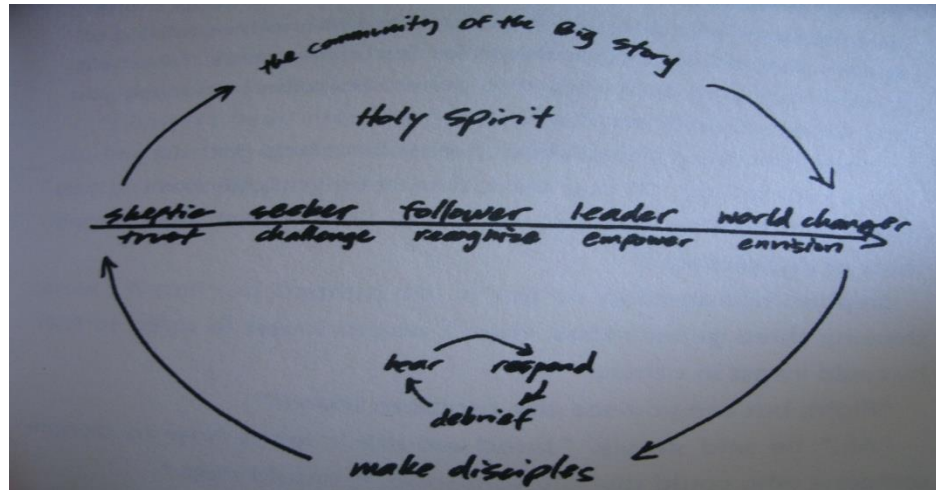 the community of the Big Story
Holy Spirit
skeptic seeker follower leader world changer
trust challenge recognize empower envision
hear respond
debrief
make disciples